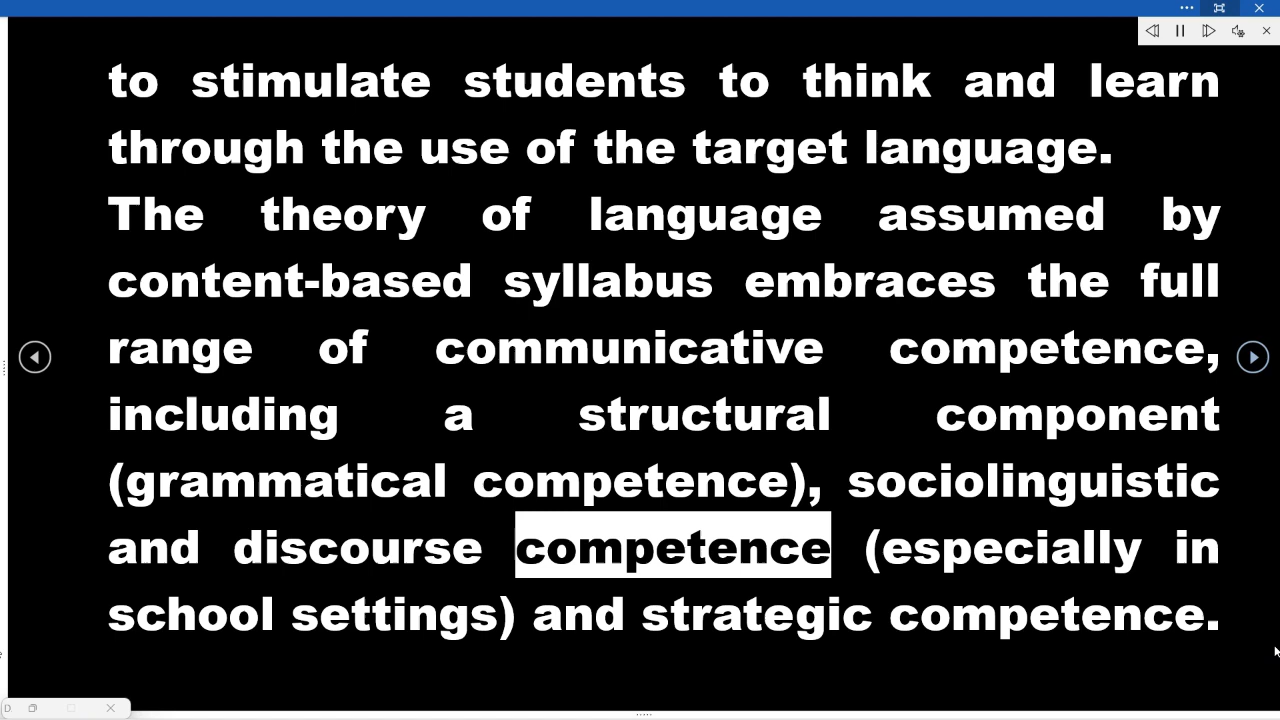 to stimulate students to think and learn
through the use of the target language.
The theory of language assumed by
content-based syllabus embraces the full
range of communicative competence,
including a structural component
(grammatical competence), sociolinguistic
and discourse competence (especially in
school settings) and strategic competence.